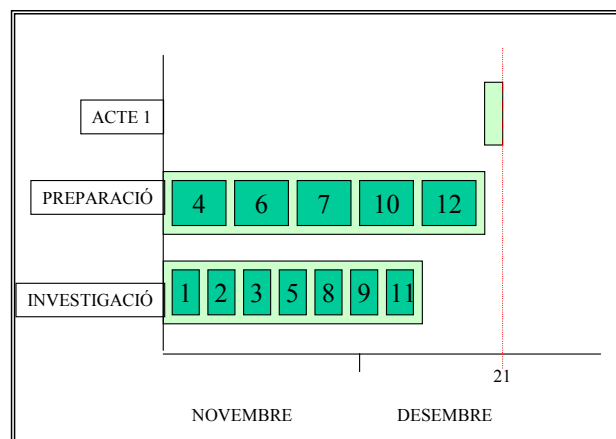 ACTE 1
PREPARACIÓ
4 6 7 10 12
INVESTIGACIÓ
1 2 3 5 8 9 11
21
NOVEMBRE DESEMBRE